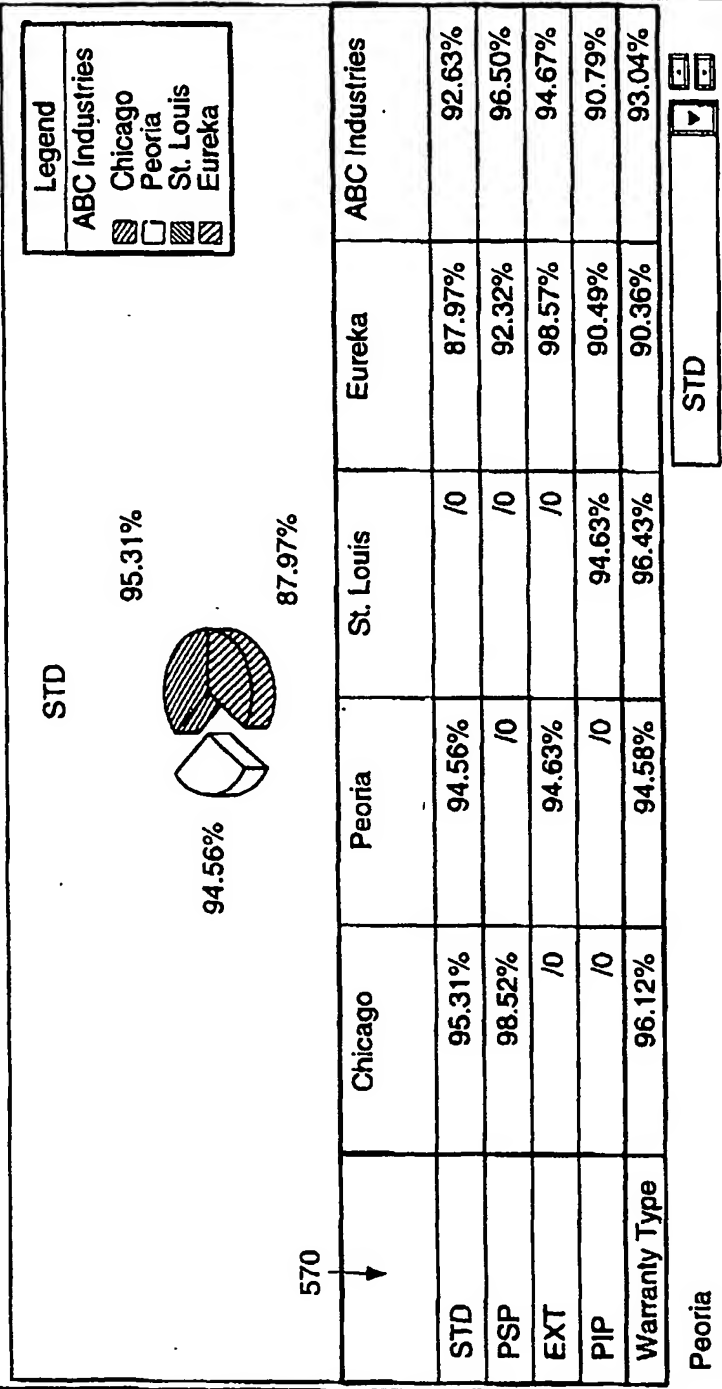 STD
95.31%
94.56%
87.97%
Legend
ABC Industries
Chicago
Peoria
St. Louis
Eureka
570
Chicago Peoria St. Louis Eureka ABC Industries
STD 95.31% 94.56% /0 87.97% 92.63%
PSP 98.52% /0 /0 92.32% 96.50%
EXT /0 94.63% /0 98.57% 94.67%
PIP /0 /0 94.63% 90.49% 90.79%
Warranty Type 96.12% 94.58% 96.43% 90.36% 93.04%
Peoria STD